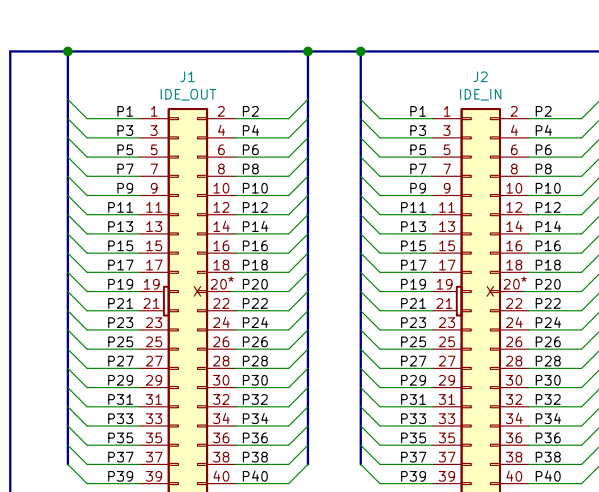 J1 J2
IDE_OUT IDE_IN
P1 1 2 P2 P1 1 2 P2
P3 3 4 P4 P3 3 4 P4
P5 5 6 P6 P5 5 6 P6
P7 7 8 P8 P7 7 8 P8
P9 9 10 P10 P9 9 10 P10
P11 11 12 P12 P11 11 12 P12
P13 13 14 P14 P13 13 14 P14
P15 15 16 P16 P15 15 16 P16
P17 17 18 P18 P17 17 18 P18
P19 19 20* P20 P19 19 20* P20
P21 21 22 P22 P21 21 22 P22
P23 23 24 P24 P23 23 24 P24
P25 25 26 P26 P25 25 26 P26
P27 27 28 P28 P27 27 28 P28
P29 29 30 P30 P29 29 30 P30
P31 31 32 P32 P31 31 32 P32
P33 33 34 P34 P33 33 34 P34
P35 35 36 P36 P35 35 36 P36
P37 37 38 P38 P37 37 38 P38
P39 39 40 P40 P39 39 40 P40